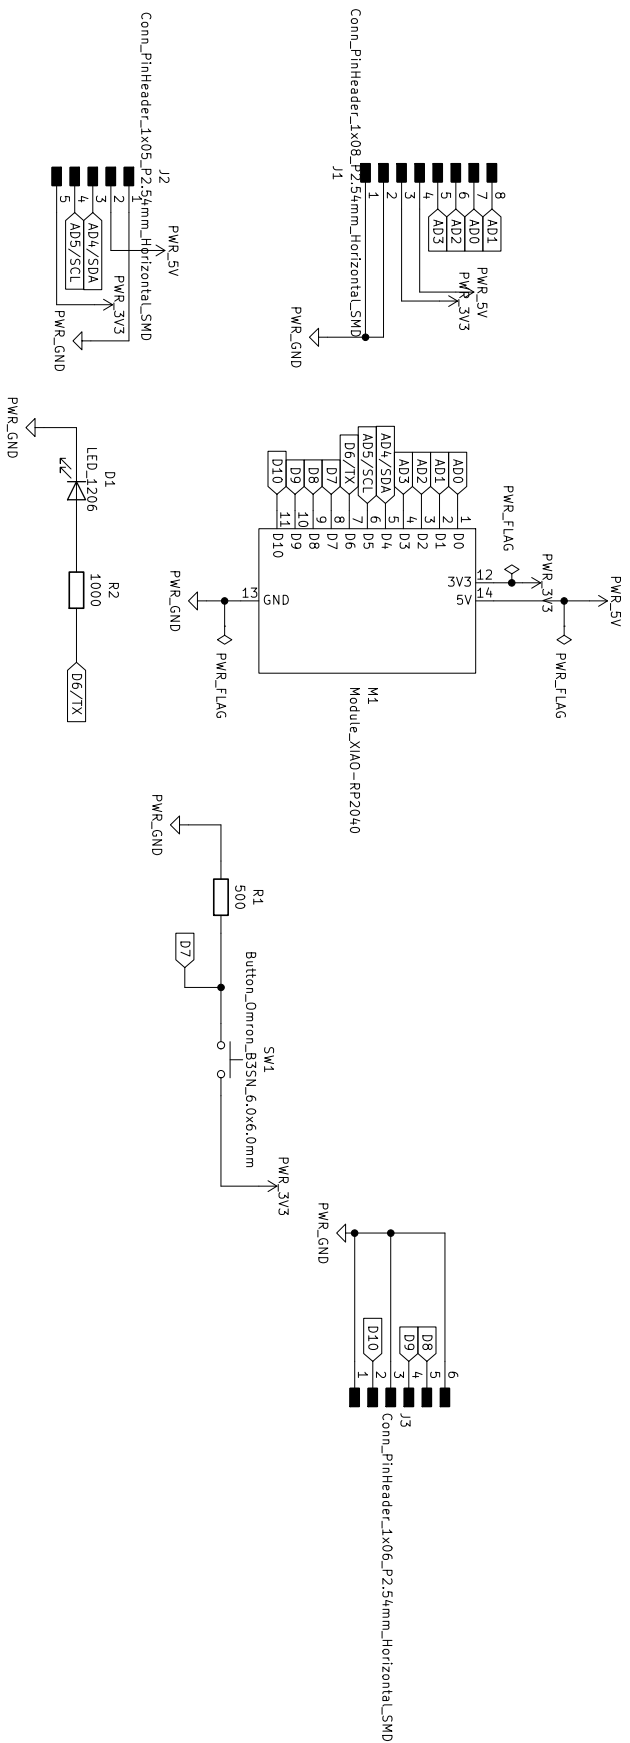 Conn_PinHeader_1x08_P2.54mm_Horizontal_SMD
J1
1
2
3
4
5
6
7
8
AD3
AD2
AD0
AD1
PWR_5V
PWR_3V3
PWR_GND
Conn_PinHeader_1x05_P2.54mm_Horizontal_SMD
J2
1
2
3
4
5
AD4/SDA
AD5/SCL
PWR_5V
PWR_3V3
PWR_GND
AD0
AD1
AD2
AD3
AD4/SDA
AD5/SCL
D6/TX
D7
D8
D9
D10
1
2
3
4
5
6
7
8
9
10
11
D0
D1
D2
D3
D4
D5
D6
D7
D8
D9
D10
PWR_FLAG
PWR_3V3
PWR_5V
12
14
3V3
5V
PWR_FLAG
13
GND
PWR_GND
PWR_FLAG
M1
Module_XIAO-RP2040
PWR_GND
D1
LED_1206
R2
1000
D6/TX
PWR_GND
R1
500
D7
SW1
Button_Omron_B3SN_6.0x6.0mm
PWR_3V3
PWR_GND
D10
D9
D8
1
2
3
4
5
6
J3
Conn_PinHeader_1x06_P2.54mm_Horizontal_SMD